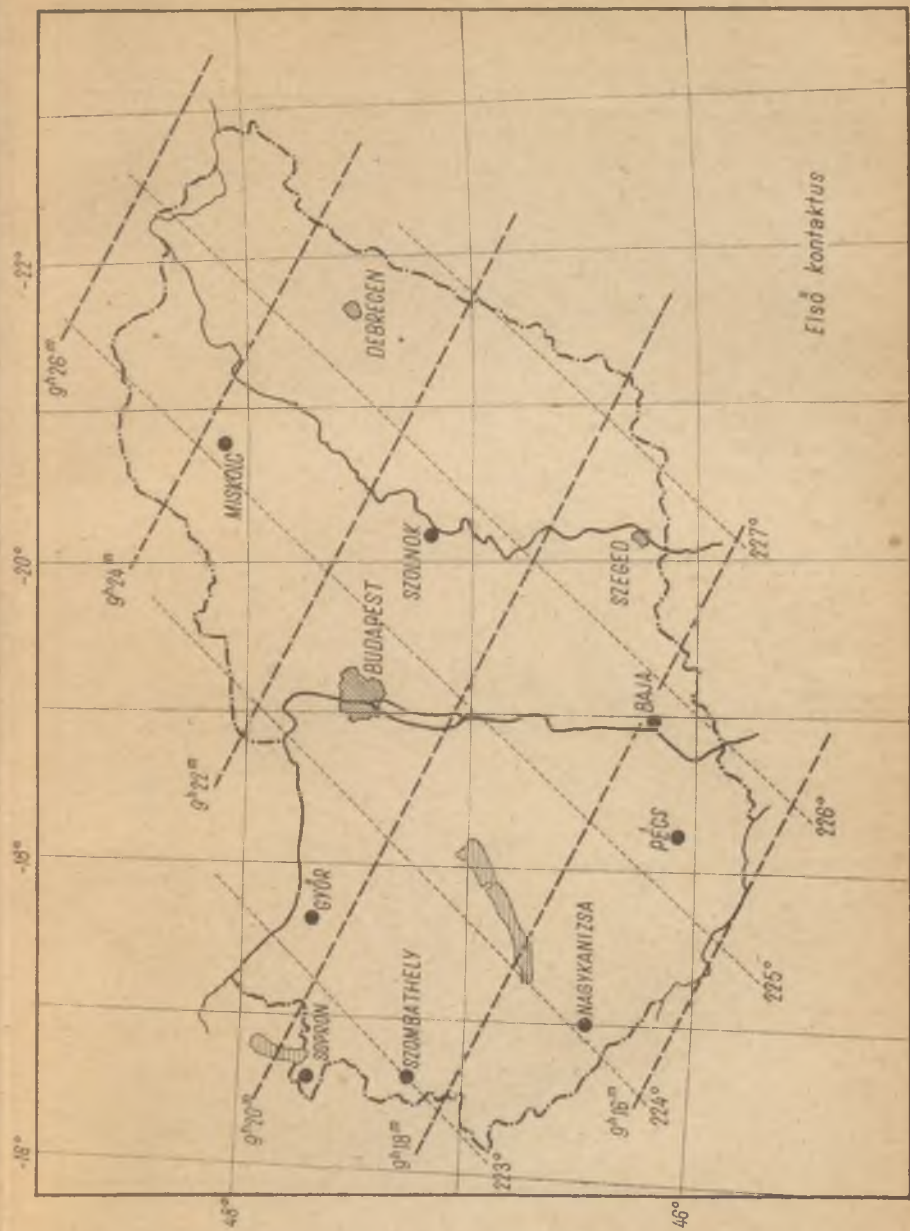 -16°
-18°
-20°
-22°
48°
46°
9ʰ26ᵐ
9ʰ24ᵐ
9ʰ22ᵐ
9ʰ20ᵐ
9ʰ18ᵐ
9ʰ16ᵐ
223°
224°
225°
226°
227°
SOPRON
GYŐR
SZOMBATHELY
NAGYKANIZSA
PÉCS
BAJA
BUDAPEST
SZOLNOK
SZEGED
MISKOLC
DEBRECEN
Első kontaktus